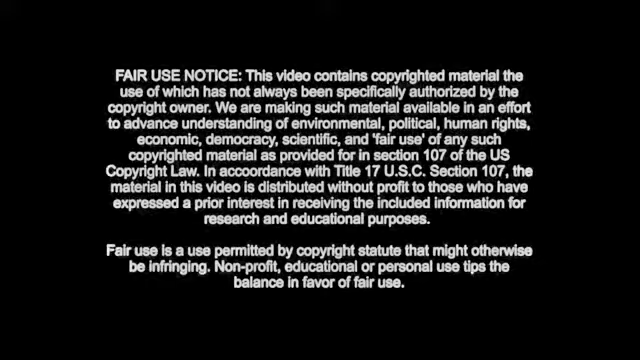 FAIR USE NOTICE: This video contains copyrighted material the
use of which has not always been specifically authorized by the
copyright owner. We are making such material available in an effort
to advance understanding of environmental, political, human rights,
economic, democracy, scientific, and 'fair use' of any such
copyrighted material as provided for in section 107 of the US
Copyright Law. In accoordance with Title 17 U.S.C. Section 107, the
material in this video is distributed without profit to those who have
expressed a prior interest in receiving the included information for
research and educational purposes.
Fair use is a use permitted by copyright statute that might otherwise
be infringing. Non-profit, educational or personal use tips the
balance in favor of fair use.